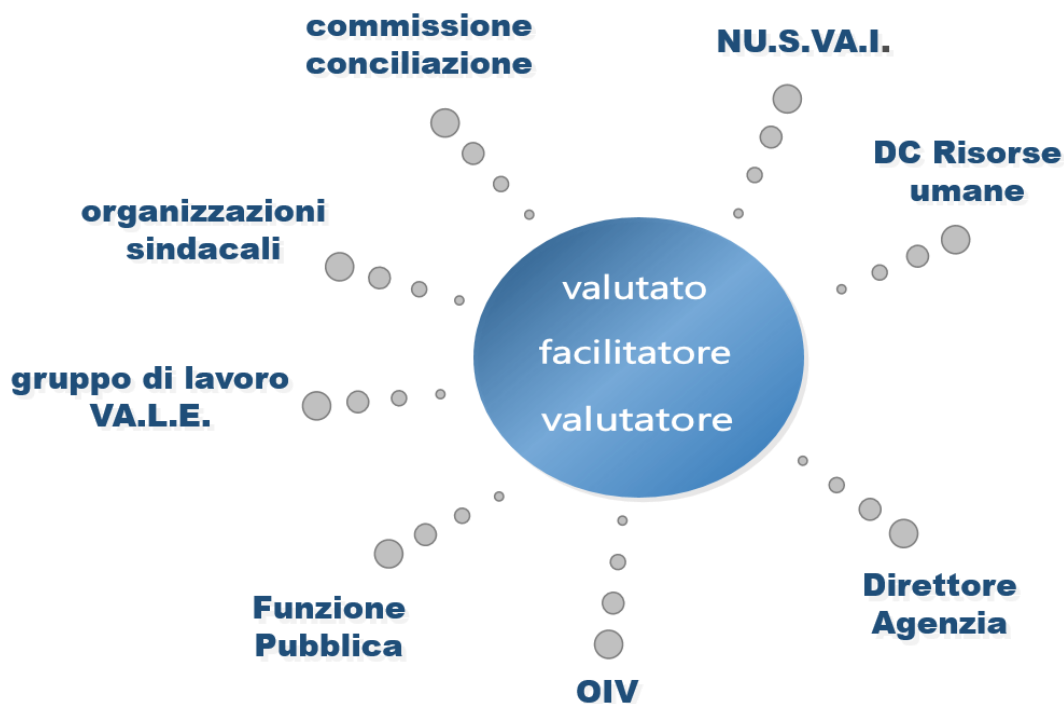 commissione
conciliazione
NU.S.VA.I.
DC Risorse
umane
organizzazioni
sindacali
valutato
facilitatore
valutatore
gruppo di lavoro
VA.L.E.
Direttore
Agenzia
Funzione
Pubblica
OIV